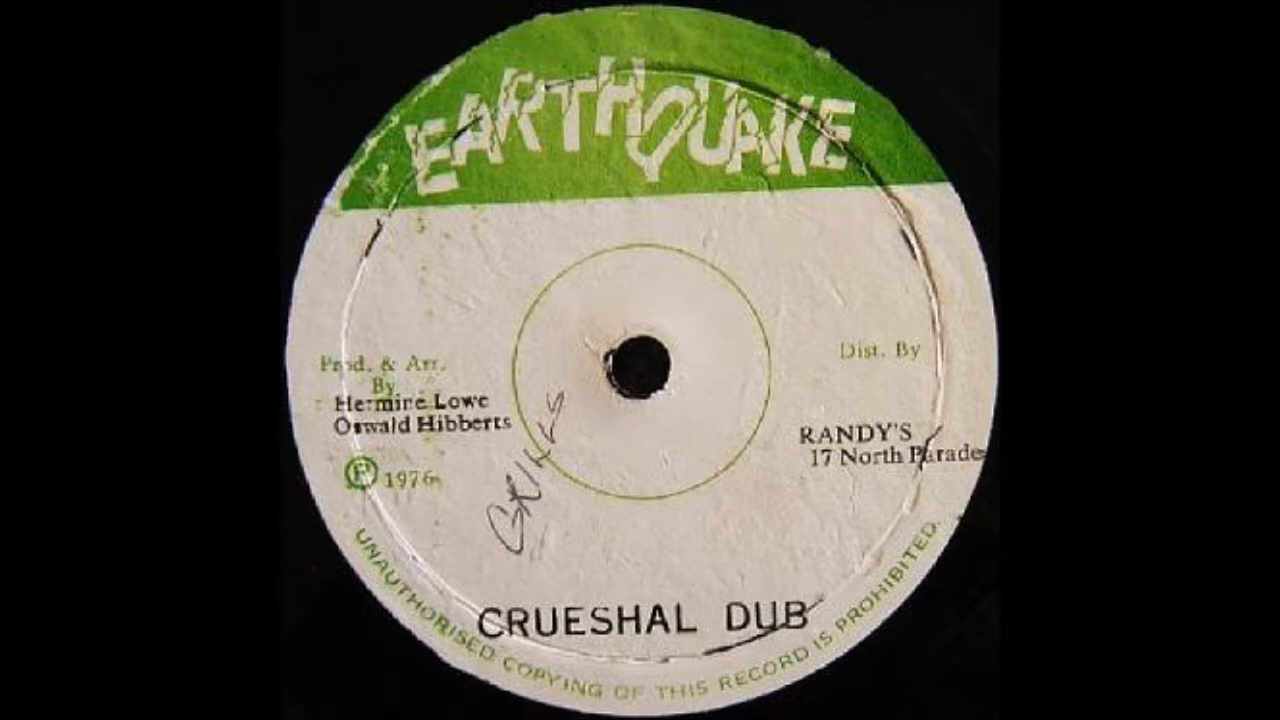 EARTHQUAKE
Prod. & Arr.
By
Hermine Lowe
Oswald Hibberts
Ⓟ 1976
Dist. By
RANDY'S
17 North Parade
CRUESHAL DUB
UNAUTHORISED COPYING OF THIS RECORD IS PROHIBITED.